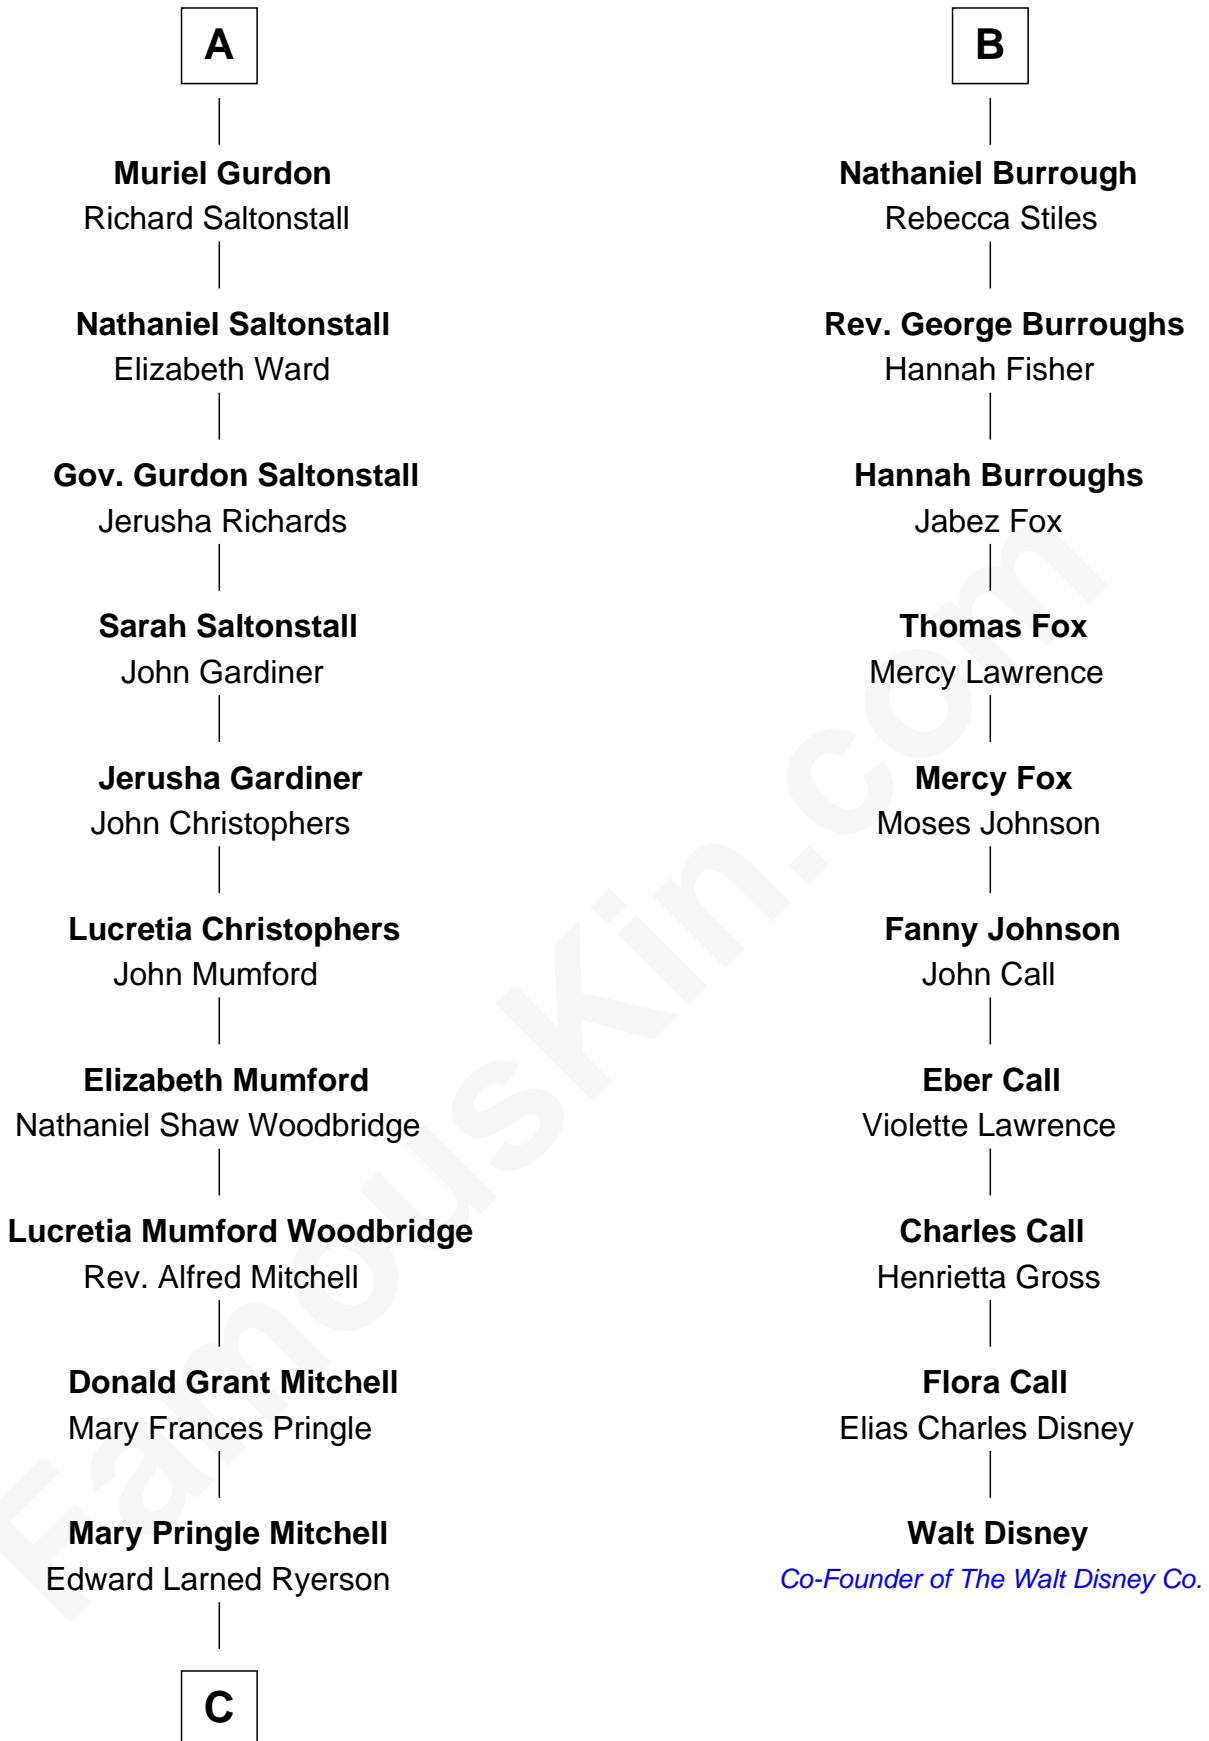 A
Muriel Gurdon
Richard Saltonstall
Nathaniel Saltonstall
Elizabeth Ward
Gov. Gurdon Saltonstall
Jerusha Richards
Sarah Saltonstall
John Gardiner
Jerusha Gardiner
John Christophers
Lucretia Christophers
John Mumford
Elizabeth Mumford
Nathaniel Shaw Woodbridge
Lucretia Mumford Woodbridge
Rev. Alfred Mitchell
Donald Grant Mitchell
Mary Frances Pringle
Mary Pringle Mitchell
Edward Larned Ryerson
C
B
Nathaniel Burrough
Rebecca Stiles
Rev. George Burroughs
Hannah Fisher
Hannah Burroughs
Jabez Fox
Thomas Fox
Mercy Lawrence
Mercy Fox
Moses Johnson
Fanny Johnson
John Call
Eber Call
Violette Lawrence
Charles Call
Henrietta Gross
Flora Call
Elias Charles Disney
Walt Disney
Co-Founder of The Walt Disney Co.
FamousKin.com